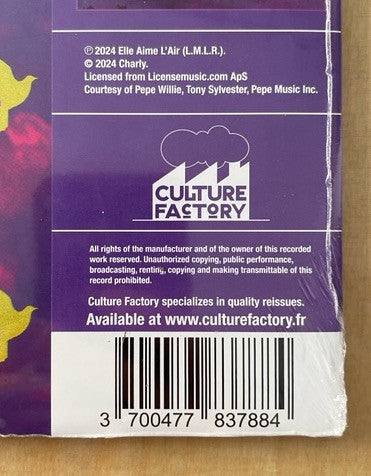 ℗ 2024 Elle Aime L'Air (L.M.L.R.).
© 2024 Charly.
Licensed from Licensemusic.com ApS
Courtesy of Pepe Willie, Tony Sylvester, Pepe Music Inc.
CULTURE
FACTORY
All rights of the manufacturer and of the owner of this recorded
work reserved. Unauthorized copying, public performance,
broadcasting, renting, copying and making transmittable of this
record prohibited.
Culture Factory specializes in quality reissues.
Available at www.culturefactory.fr
3 700477 837884